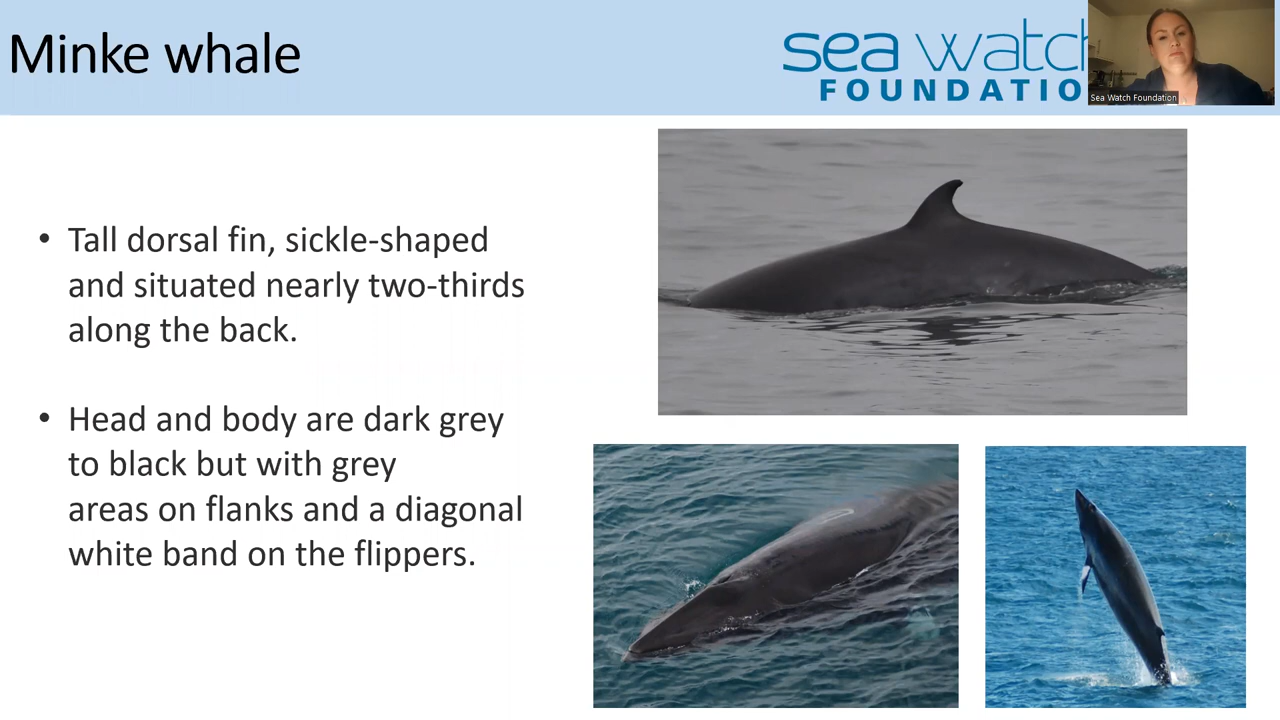 Minke whale
sea watch
FOUNDATIO
Sea Watch Foundation
• Tall dorsal fin, sickle-shaped
and situated nearly two-thirds
along the back.
• Head and body are dark grey
to black but with grey
areas on flanks and a diagonal
white band on the flippers.